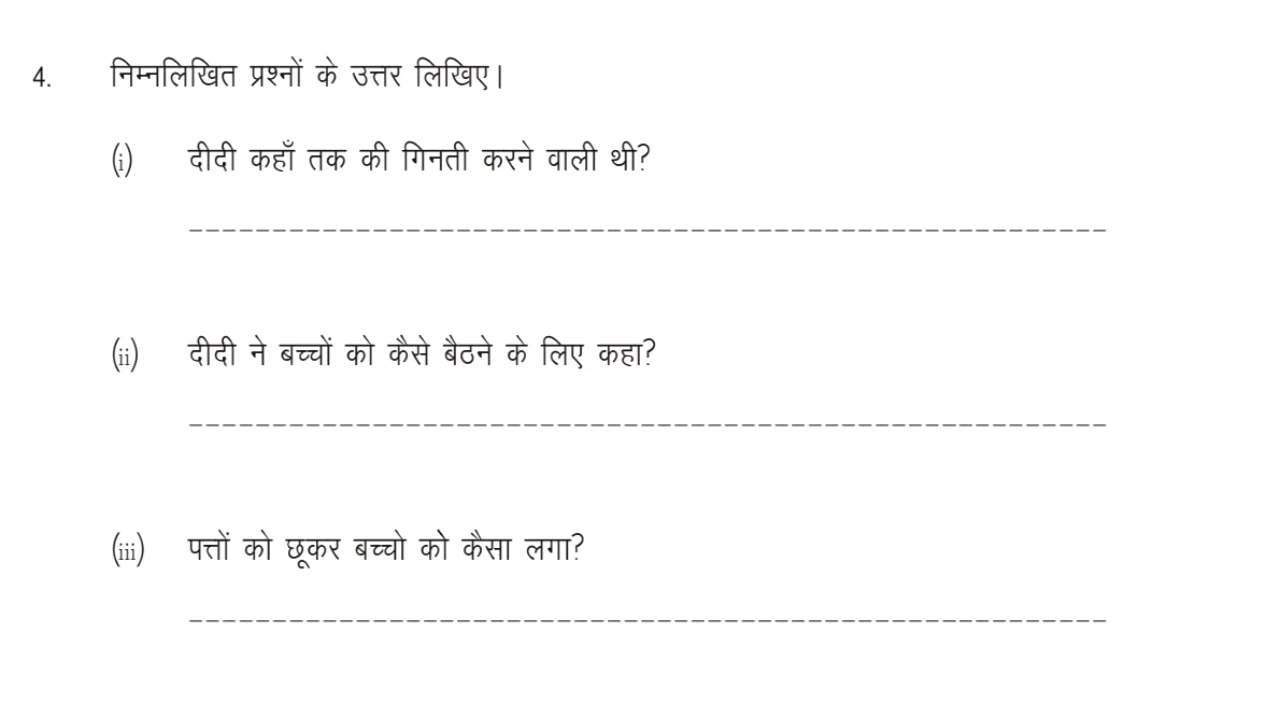 4. निम्नलिखित प्रश्नों के उत्तर लिखिए।
(i) दीदी कहाँ तक की गिनती करने वाली थी?
(ii) दीदी ने बच्चों को कैसे बैठने के लिए कहा?
(iii) पत्तों को छूकर बच्चो को कैसा लगा?